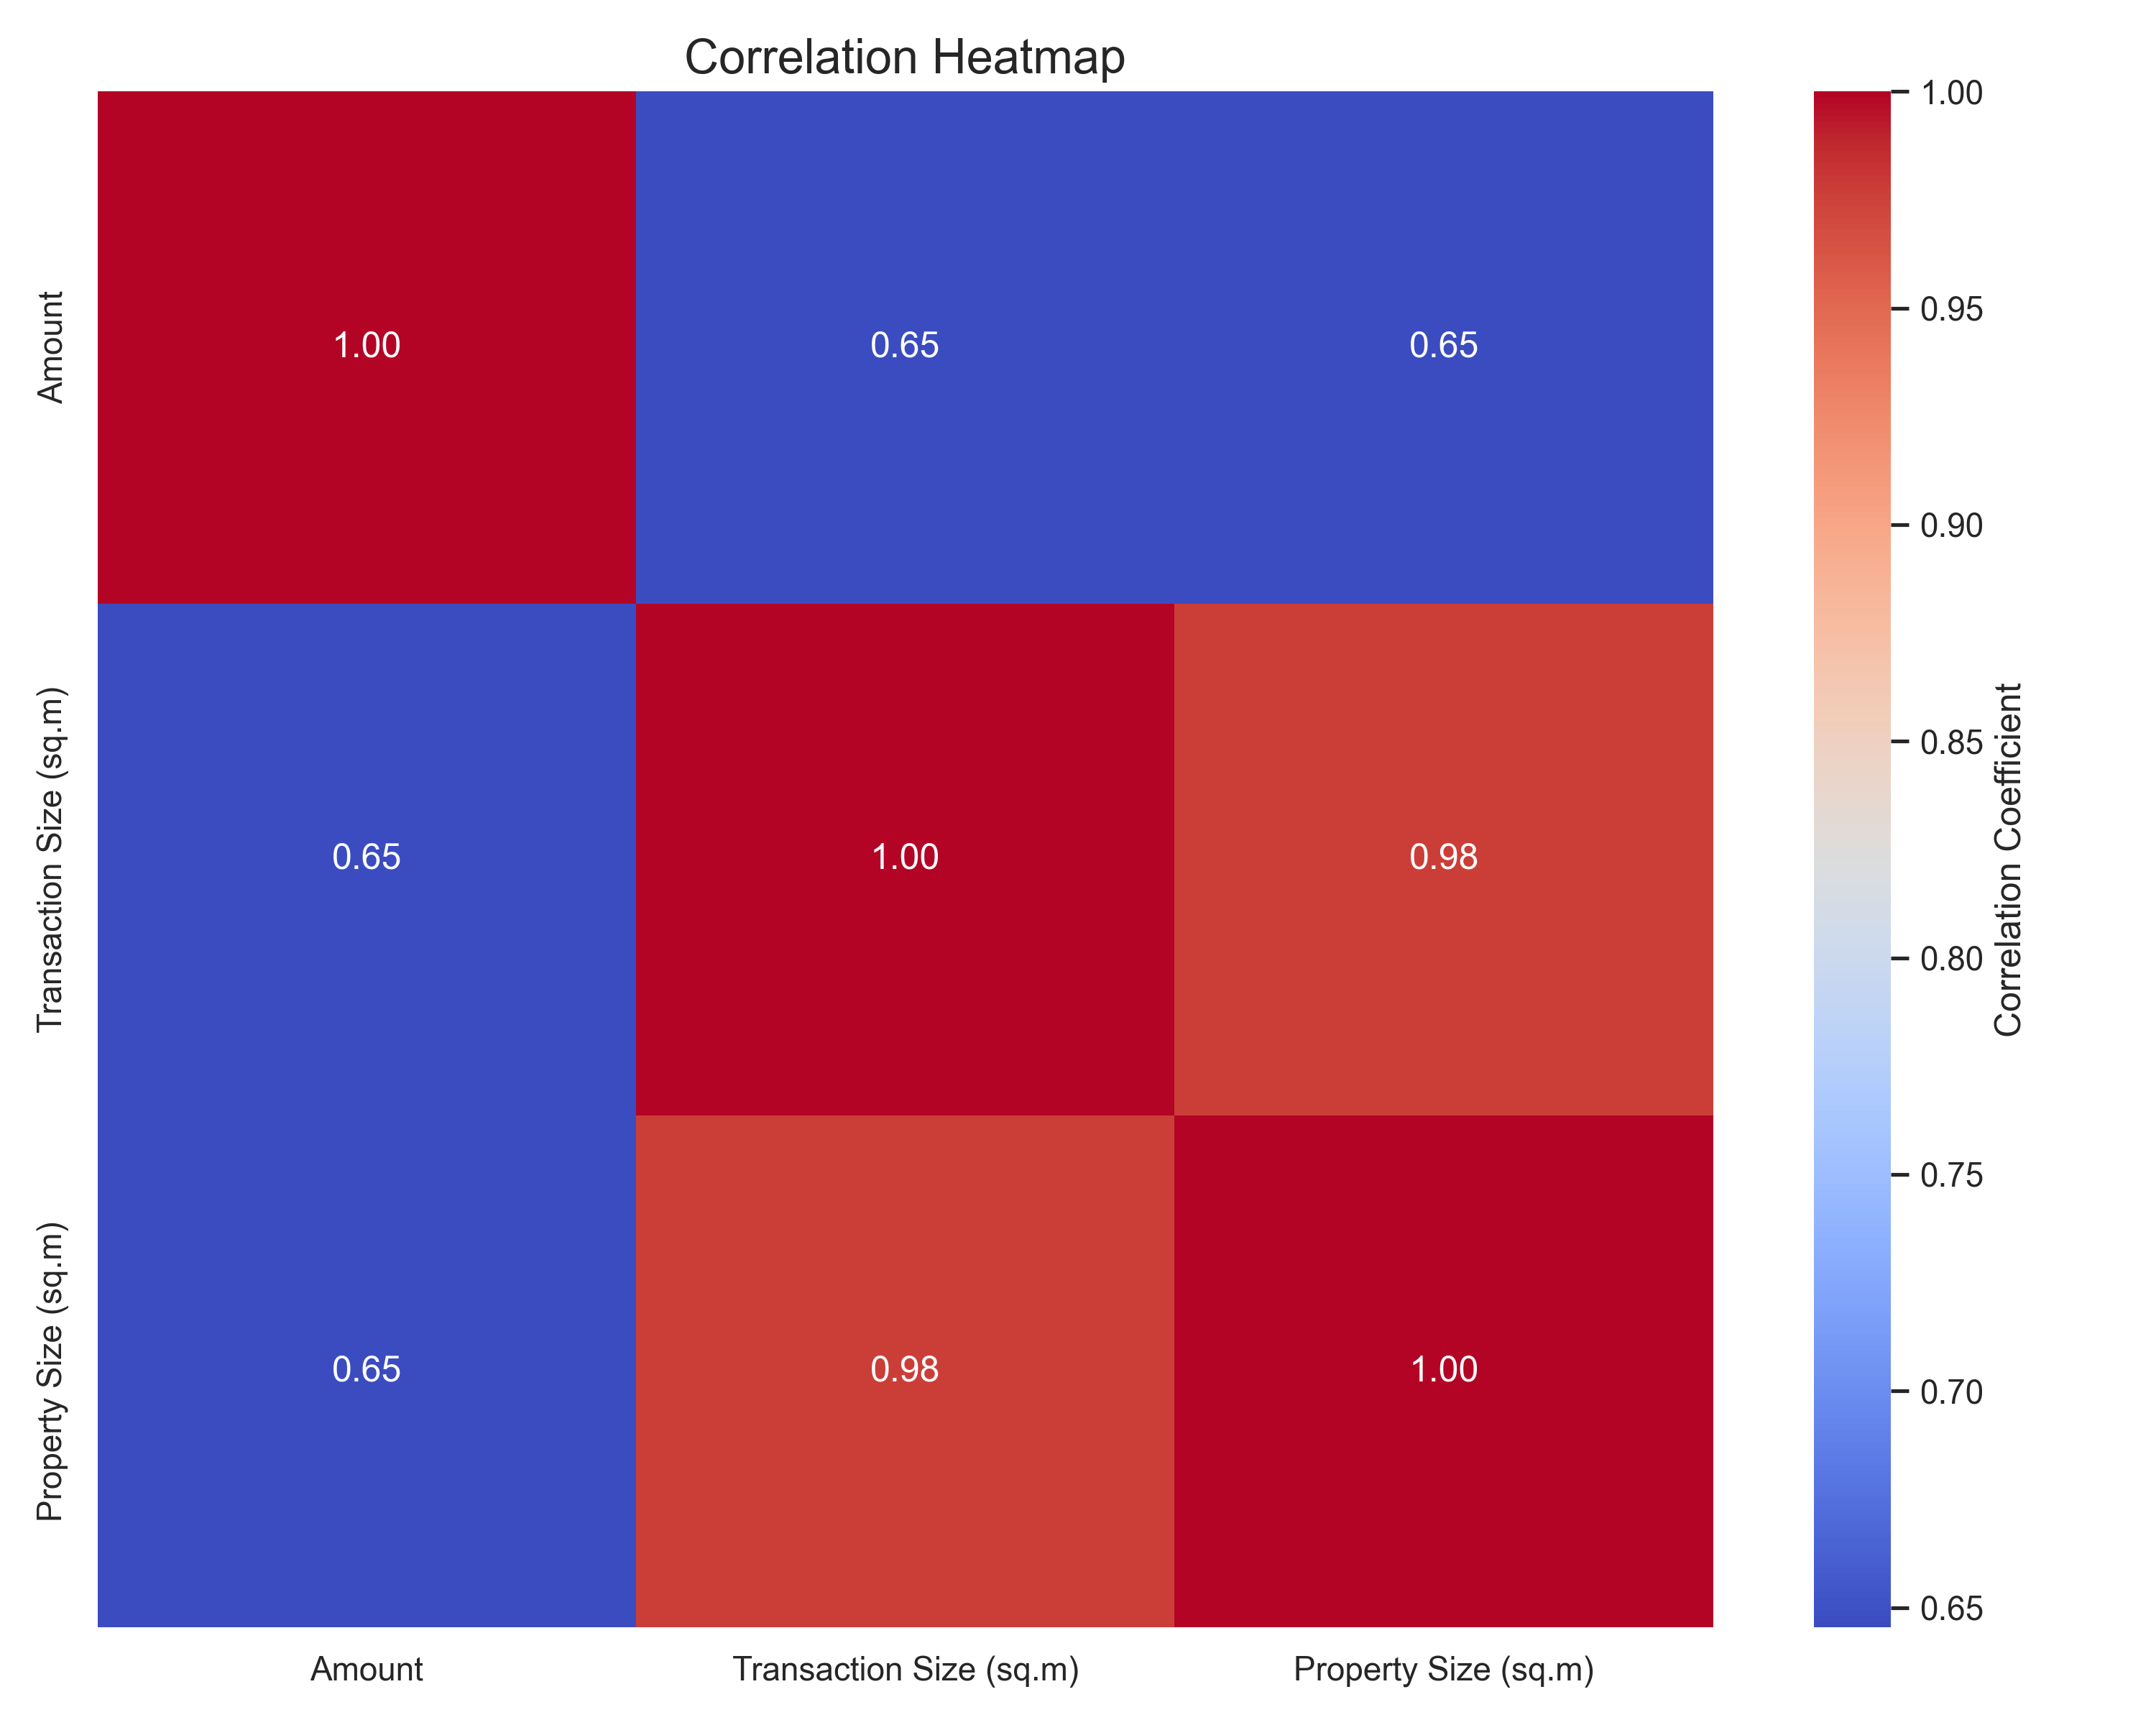 Correlation Heatmap
Amount
1.00
0.65
0.65
Transaction Size (sq.m)
0.65
1.00
0.98
Property Size (sq.m)
0.65
0.98
1.00
Amount
Transaction Size (sq.m)
Property Size (sq.m)
1.00
0.95
0.90
0.85
0.80
0.75
0.70
0.65
Correlation Coefficient